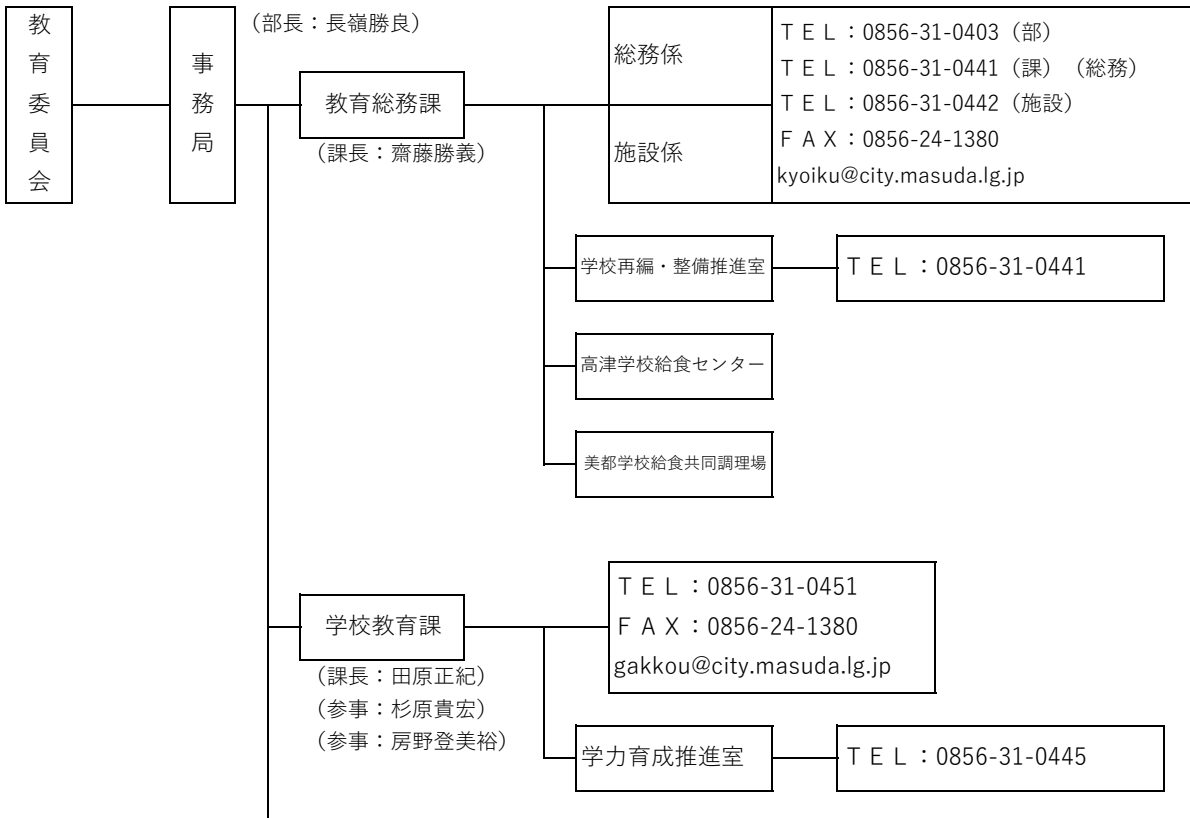 教育委員会
事務局
（部長：長嶺勝良）
教育総務課
（課長：齋藤勝義）
総務係
施設係
ＴＥＬ：0856-31-0403（部）
ＴＥＬ：0856-31-0441（課）（総務）
ＴＥＬ：0856-31-0442（施設）
ＦＡＸ：0856-24-1380
kyoiku@city.masuda.lg.jp
学校再編・整備推進室
ＴＥＬ：0856-31-0441
高津学校給食センター
美都学校給食共同調理場
学校教育課
（課長：田原正紀）
（参事：杉原貴宏）
（参事：房野登美裕）
ＴＥＬ：0856-31-0451
ＦＡＸ：0856-24-1380
gakkou@city.masuda.lg.jp
学力育成推進室
ＴＥＬ：0856-31-0445